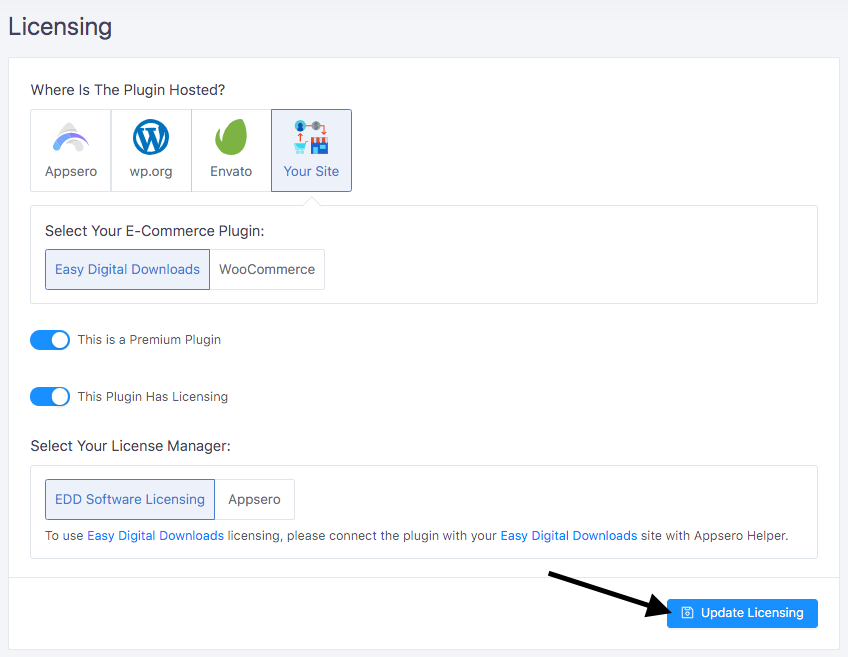 Licensing
Where Is The Plugin Hosted?
Appsero
wp.org
Envato
Your Site
Select Your E-Commerce Plugin:
Easy Digital Downloads
WooCommerce
This is a Premium Plugin
This Plugin Has Licensing
Select Your License Manager:
EDD Software Licensing
Appsero
To use Easy Digital Downloads licensing, please connect the plugin with your Easy Digital Downloads site with Appsero Helper.
Update Licensing